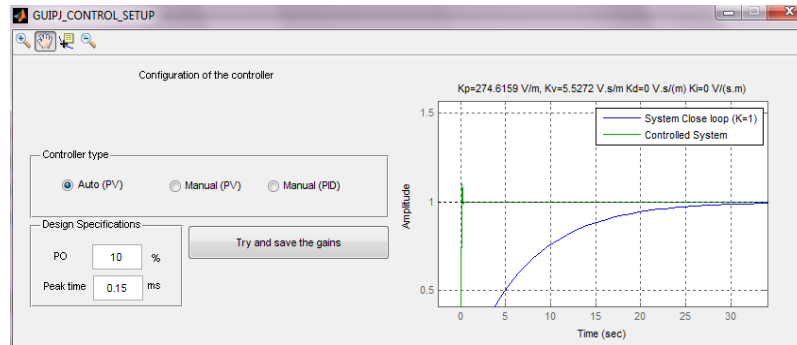 GUIPJ_CONTROL_SETUP
Configuration of the controller
Controller type
Auto (PV)
Manual (PV)
Manual (PID)
Design Specifications
PO 10 %
Peak time 0.15 ms
Try and save the gains
Kp=274.6159 V/m, Kv=5.5272 V.s/m Kd=0 V.s/(m) Ki=0 V/(s.m)
System Close loop (K=1)
Controlled System
Amplitude
1.5
1
0.5
0 5 10 15 20 25 30
Time (sec)